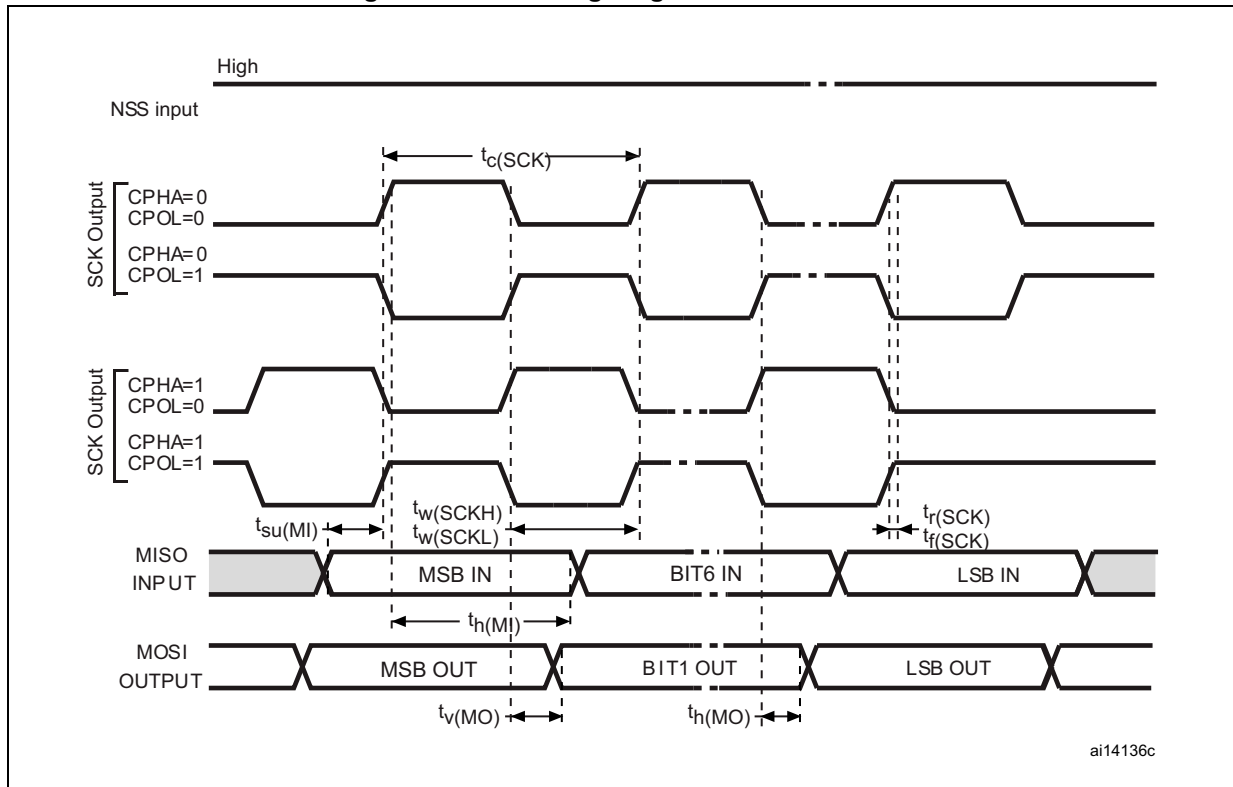 High
NSS input
tc(SCK)
SCK Output
CPHA=0
CPOL=0
CPHA=0
CPOL=1
SCK Output
CPHA=1
CPOL=0
CPHA=1
CPOL=1
tsu(MI)
tw(SCKH)
tw(SCKL)
tr(SCK)
tf(SCK)
MISO
INPUT
MSB IN
BIT6 IN
LSB IN
th(MI)
MOSI
OUTPUT
MSB OUT
BIT1 OUT
LSB OUT
tv(MO)
th(MO)
ai14136c